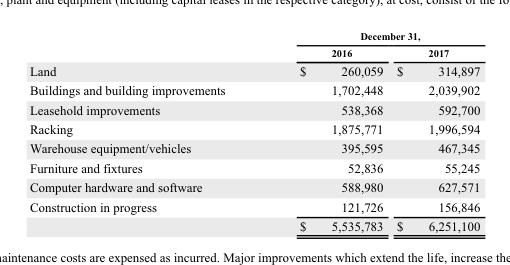 , plant and equipment (including capital leases in the respective category), at cost, consist of the fo
December 31,
2016 2017
Land $ 260,059 $ 314,897
Buildings and building improvements 1,702,448 2,039,902
Leasehold improvements 538,368 592,700
Racking 1,875,771 1,996,594
Warehouse equipment/vehicles 395,595 467,345
Furniture and fixtures 52,836 55,245
Computer hardware and software 588,980 627,571
Construction in progress 121,726 156,846
$ 5,535,783 $ 6,251,100
aintenance costs are expensed as incurred. Major improvements which extend the life, increase the